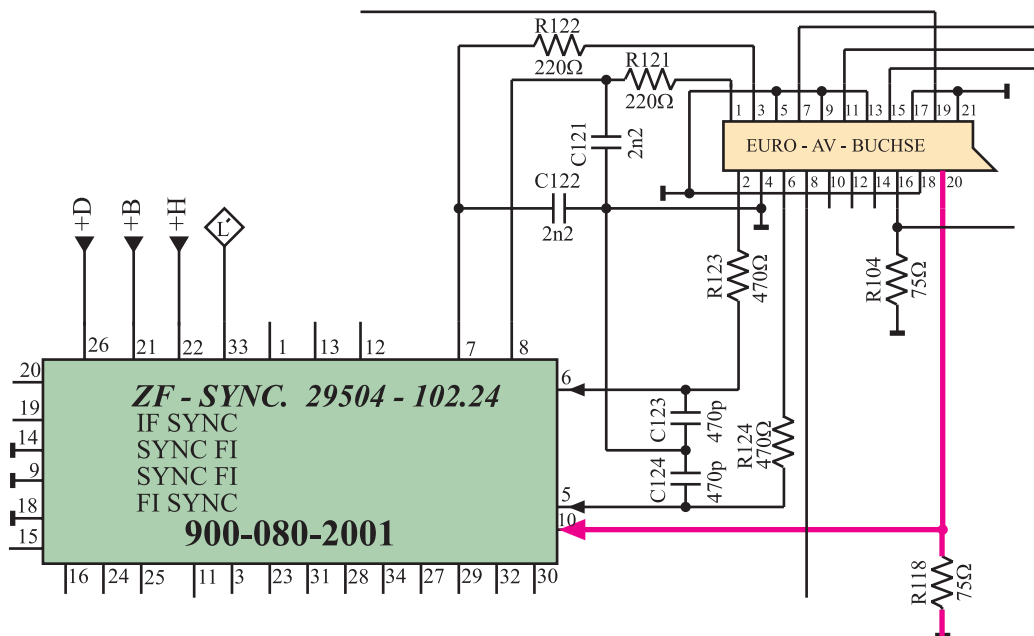 R122
220Ω
R121
220Ω
C121
2n2
C122
2n2
1 3 5 7 9 11 13 15 17 19 21
EURO - AV - BUCHSE
2 4 6 8 10 12 14 16 18 20
+D
+B
+H
L'
R123
470Ω
R104
75Ω
26 21 22 33 1 13 12 7 8
20
19
14
9
18
15
ZF - SYNC. 29504 - 102.24
IF SYNC
SYNC FI
SYNC FI
FI SYNC
900-080-2001
6
5
10
C123
470p
C124
470p
R124
470Ω
R118
75Ω
16 24 25 11 3 23 31 28 34 27 29 32 30